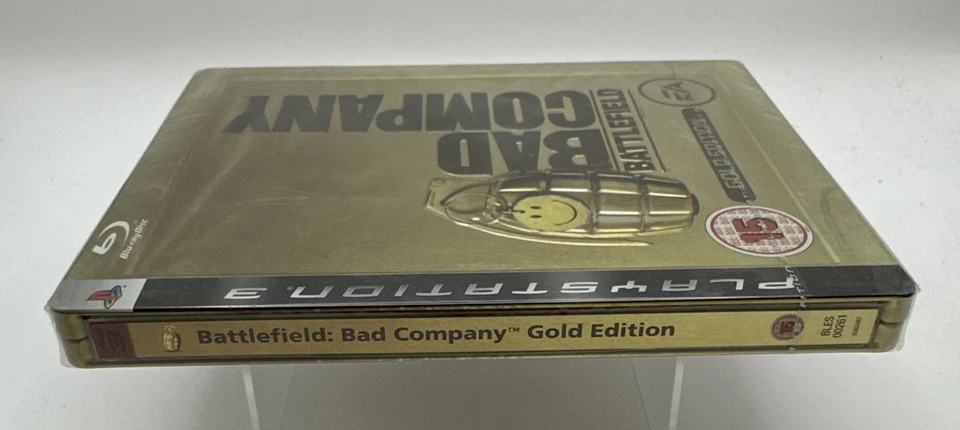 BAD
COMPANY
BATTLEFIELD
EA
GOLD EDITION
15
Blu-ray Disc
PLAYSTATION 3
Battlefield: Bad Company™ Gold Edition
15
BLES
00261